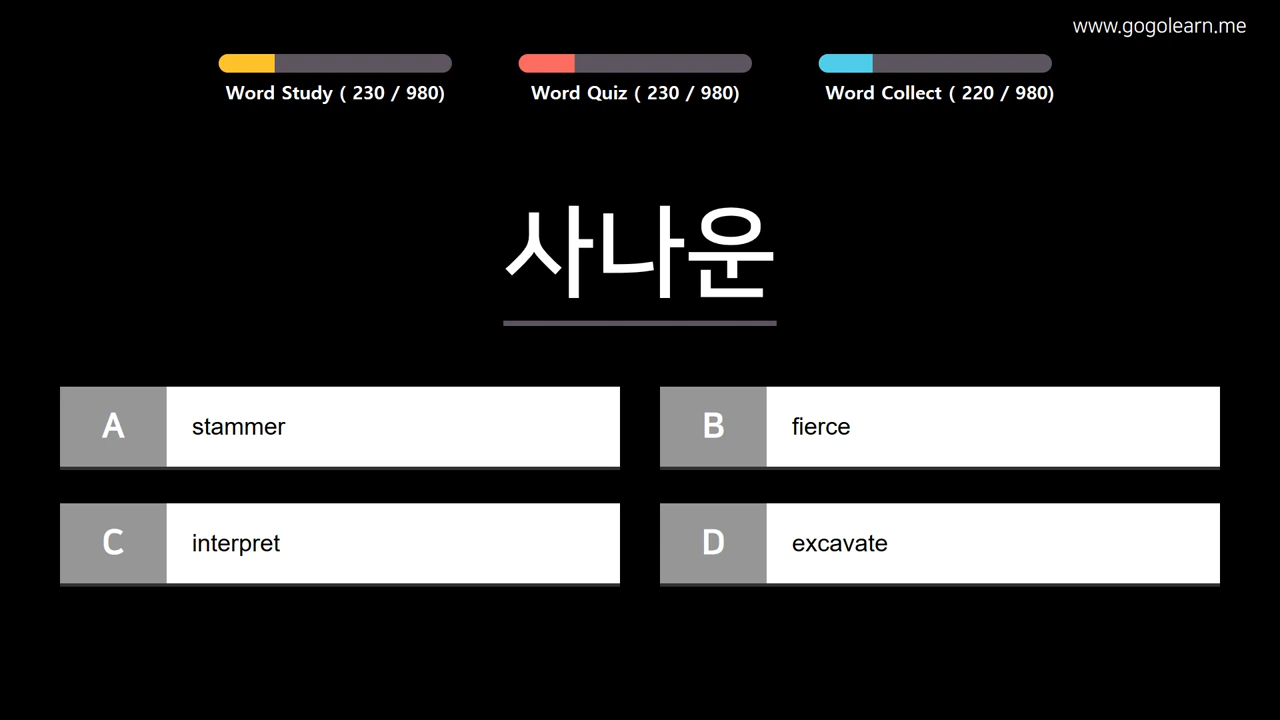 www.gogolearn.me
Word Study ( 230 / 980)
Word Quiz ( 230 / 980)
Word Collect ( 220 / 980)
사나운
A stammer
B fierce
C interpret
D excavate